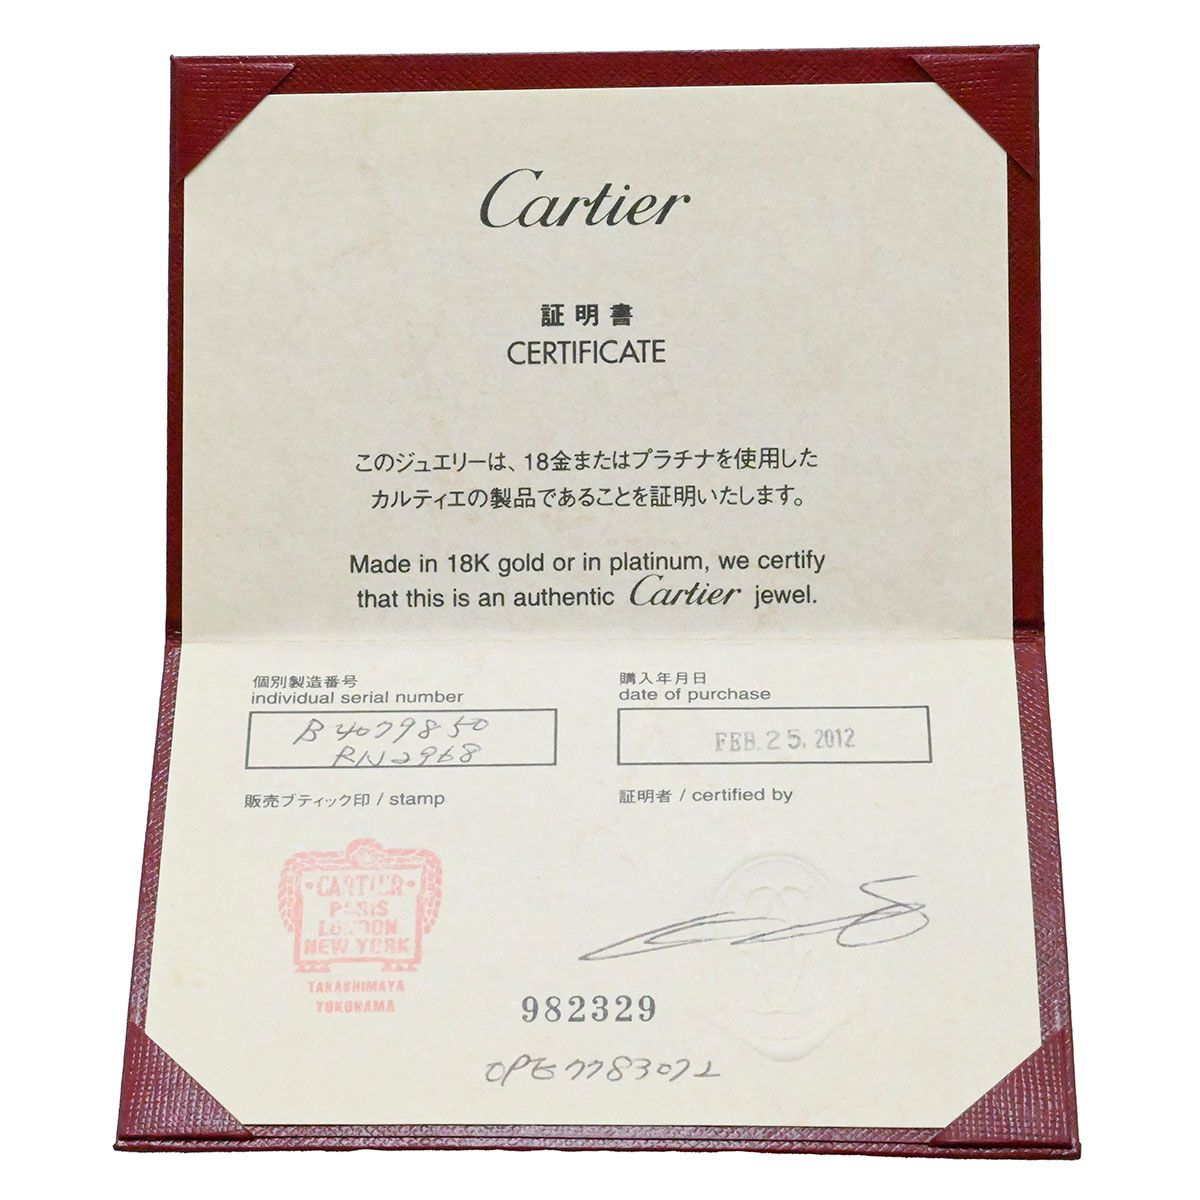 Cartier
証明書
CERTIFICATE
このジュエリーは、18金またはプラチナを使用した
カルティエの製品であることを証明いたします。
Made in 18K gold or in platinum, we certify
that this is an authentic Cartier jewel.
個別製造番号
individual serial number
B4079850
RN2968
購入年月日
date of purchase
FEB. 25. 2012
販売ブティック印 / stamp
証明者 / certified by
CARTIER
PARIS
LONDON
NEW YORK
TAKASHIMAYA
YOKOHAMA
982329